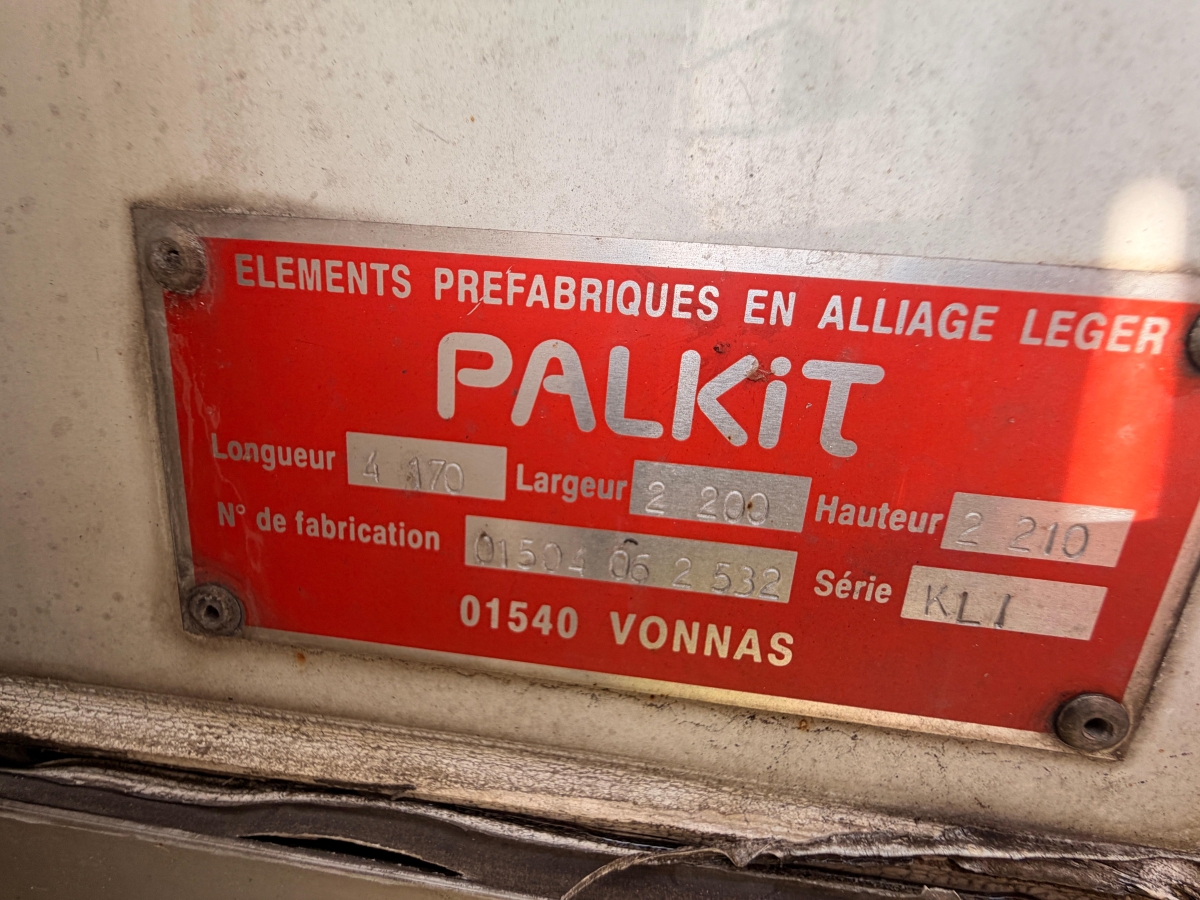 ELEMENTS PREFABRIQUES EN ALLIAGE LEGER
PALKiT
Longueur 4 170 Largeur 2 200 Hauteur 2 210
N° de fabrication 01504 06 2 532 Série KL1
01540 VONNAS